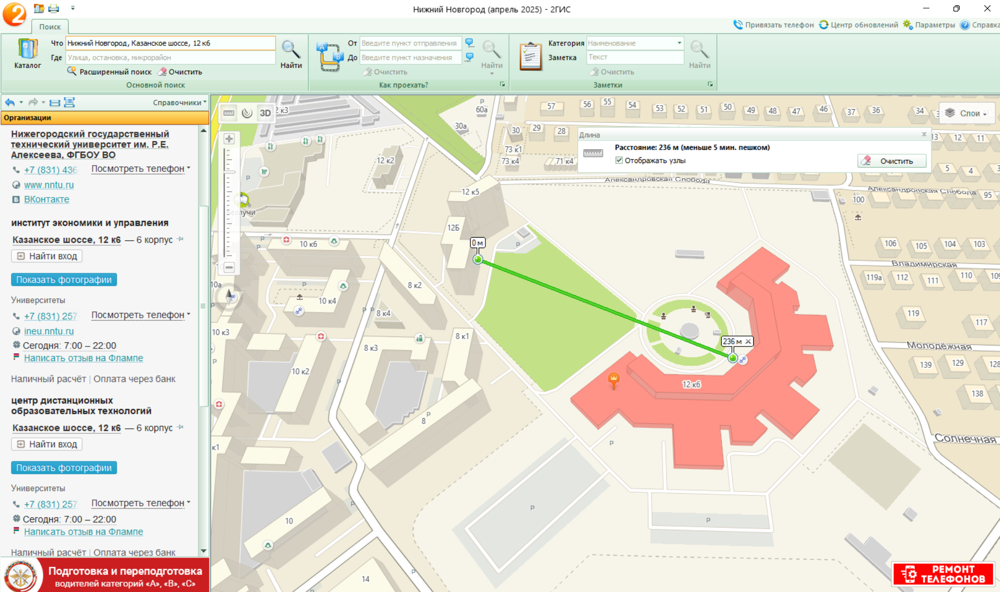 Нижний Новгород (апрель 2025) - 2ГИС
Поиск
Привязать телефон
Центр обновлений
Параметры
Справка
Что
Нижний Новгород, Казанское шоссе, 12 к6
Где
Улица, остановка, микрорайон
Каталог
Расширенный поиск
Очистить
Найти
Основной поиск
От
Введите пункт отправления
До
Введите пункт назначения
Очистить
Найти
Как проехать?
Категория
Наименование
Заметка
Текст
Очистить
Найти
Заметки
Справочники
Организации
Нижегородский государственный
технический университет им. Р.Е.
Алексеева, ФГБОУ ВО
+7 (831) 436
Посмотреть телефон
www.nntu.ru
ВКонтакте
институт экономики и управления
Казанское шоссе, 12 к6 — 6 корпус
Найти вход
Показать фотографии
Университеты
+7 (831) 257
Посмотреть телефон
ineu.nntu.ru
Сегодня: 7:00 – 22:00
Написать отзыв на Флампе
Наличный расчёт | Оплата через банк
центр дистанционных
образовательных технологий
Казанское шоссе, 12 к6 — 6 корпус
Найти вход
Показать фотографии
Университеты
+7 (831) 257
Посмотреть телефон
Сегодня: 7:00 – 22:00
Написать отзыв на Флампе
Наличный расчёт | Оплата через банк
Подготовка и переподготовка
водителей категорий «А», «В», «С»
3D
2 к3
Слои
Длина
Расстояние: 236 м (меньше 5 мин. пешком)
Отображать узлы
Очистить
P
60а
30а
57
56
55
54
53
52
51
50
49
48
47
46
37
36
34
30
29
28
13
12
11
73 к1
73 к4
71 к4
5
4
3
Александровская Слобода
Александровская Слобода
95
100
12 к2
P
12 к5
12Б
0 м
P
P
P
10 к6
106
105
104
103
Владимирская
119а
112
111
110
109
10а
P
8 к2
10 к4
P
P
8 к4
119
117
10 к3
8 к1
8 к3
236 м
Молодёжная
P
10 к2
P
12 к6
139
129
128
138
P
8
к1
P
Солнечная
P
P
P
10
14
P
РЕМОНТ
ТЕЛЕФОНОВ